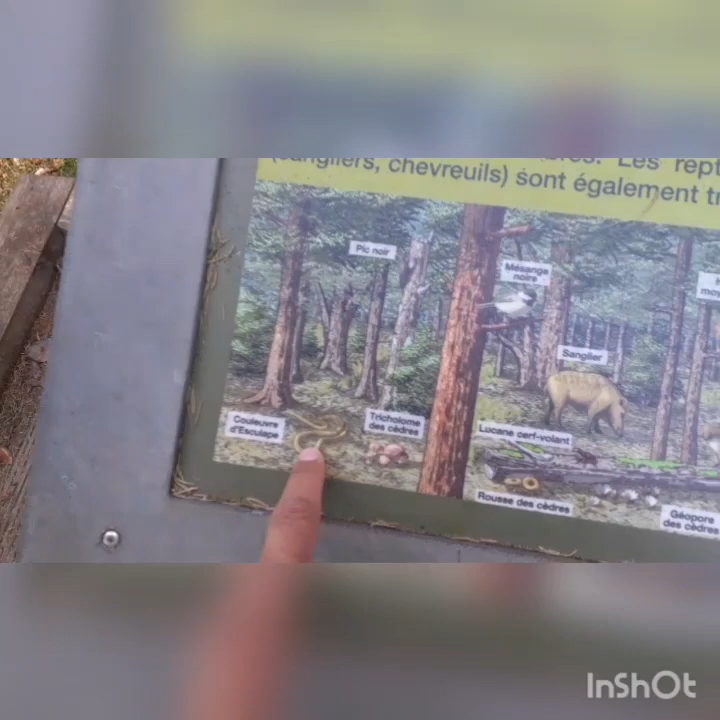 (sangliers, chevreuils) sont également
Les
Pic noir
Mésange
noire
Sanglier
Couleuvre
d'Esculape
Tricholome
des cèdres
Lucane cerf-volant
Rousse des cèdres
Géopore
des cèdres
InShOt